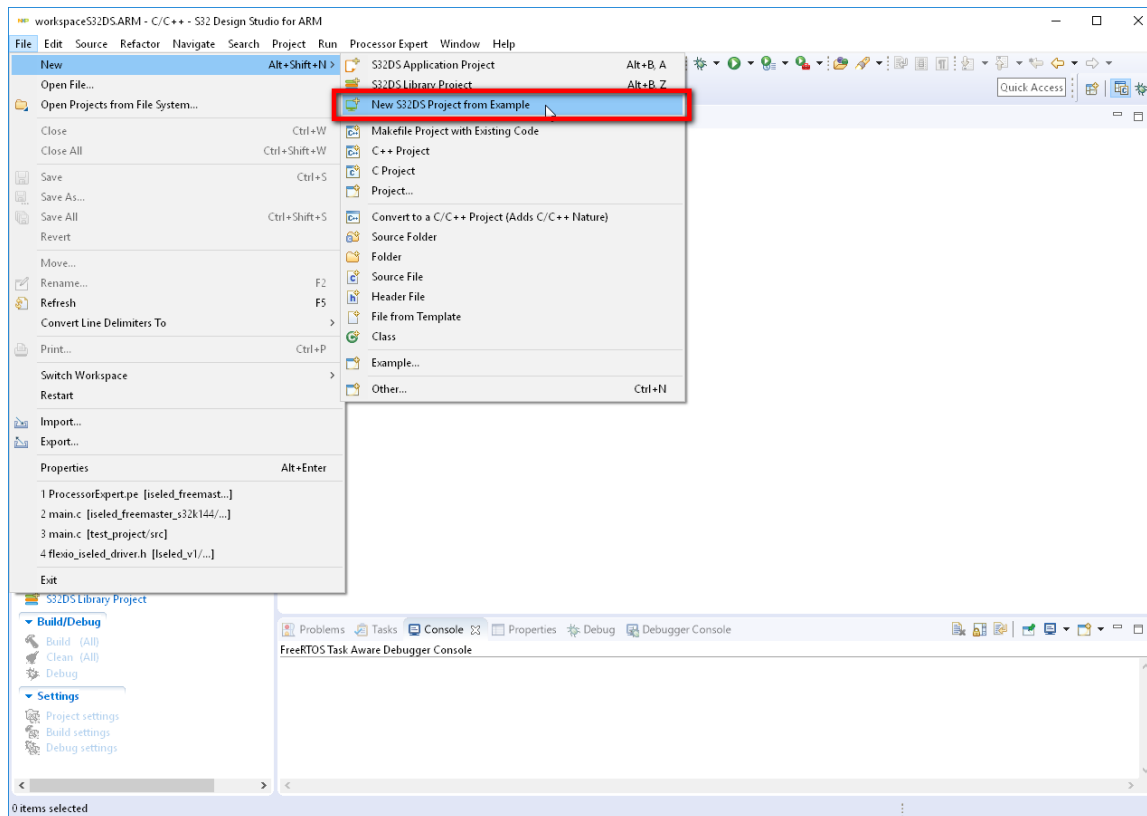 workspaceS32DS.ARM - C/C++ - S32 Design Studio for ARM
File Edit Source Refactor Navigate Search Project Run Processor Expert Window Help
New Alt+Shift+N >
Open File...
Open Projects from File System...
Close Ctrl+W
Close All Ctrl+Shift+W
Save Ctrl+S
Save As...
Save All Ctrl+Shift+S
Revert
Move...
Rename... F2
Refresh F5
Convert Line Delimiters To >
Print... Ctrl+P
Switch Workspace >
Restart
Import...
Export...
Properties Alt+Enter
1 ProcessorExpert.pe [iseled_freemast...]
2 main.c [iseled_freemaster_s32k144/...]
3 main.c [test_project/src]
4 flexio_iseled_driver.h [Iseled_v1/...]
Exit
S32DS Application Project Alt+B, A
S32DS Library Project Alt+B, Z
New S32DS Project from Example
Makefile Project with Existing Code
C++ Project
C Project
Project...
Convert to a C/C++ Project (Adds C/C++ Nature)
Source Folder
Folder
Source File
Header File
File from Template
Class
Example...
Other... Ctrl+N
Quick Access
S32DS Library Project
Build/Debug
Build (All)
Clean (All)
Debug
Settings
Project settings
Build settings
Debug settings
Problems Tasks Console Properties Debug Debugger Console
FreeRTOS Task Aware Debugger Console
0 items selected